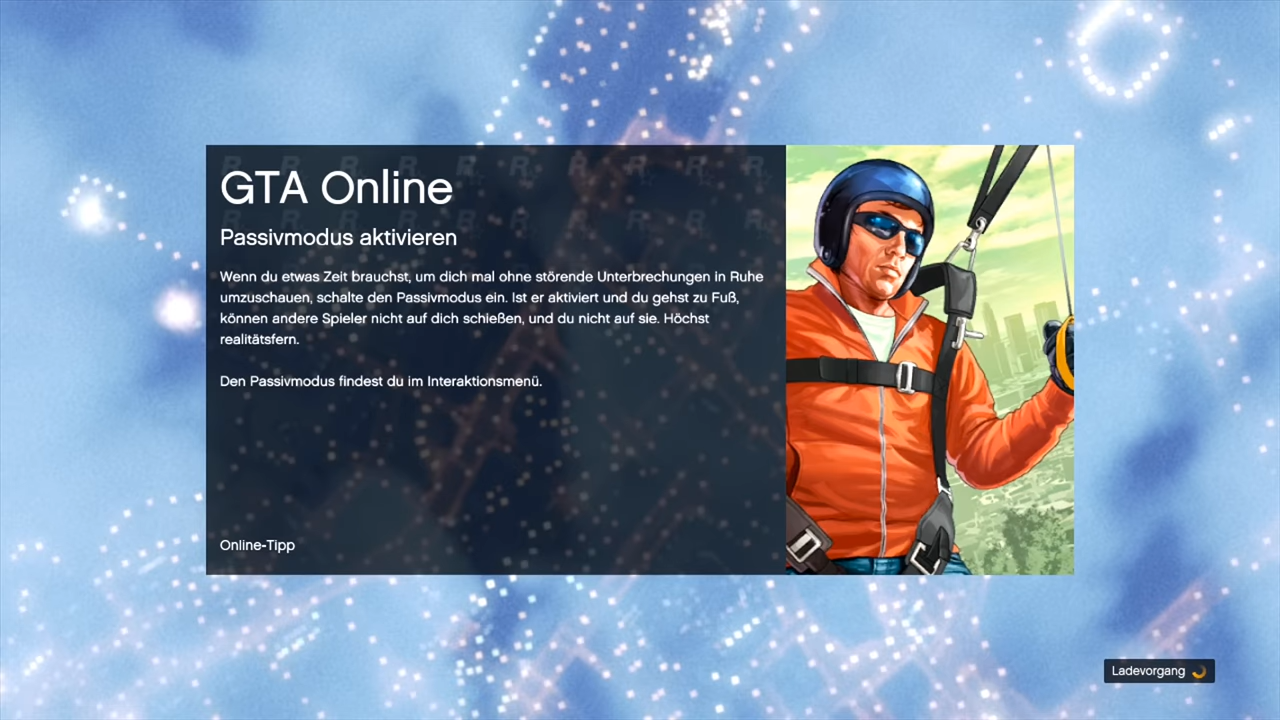 GTA Online
Passivmodus aktivieren
Wenn du etwas Zeit brauchst, um dich mal ohne störende Unterbrechungen in Ruhe
umzuschauen, schalte den Passivmodus ein. Ist er aktiviert und du gehst zu Fuß,
können andere Spieler nicht auf dich schießen, und du nicht auf sie. Höchst
realitätsfern.
Den Passivmodus findest du im Interaktionsmenü.
Online-Tipp
Ladevorgang